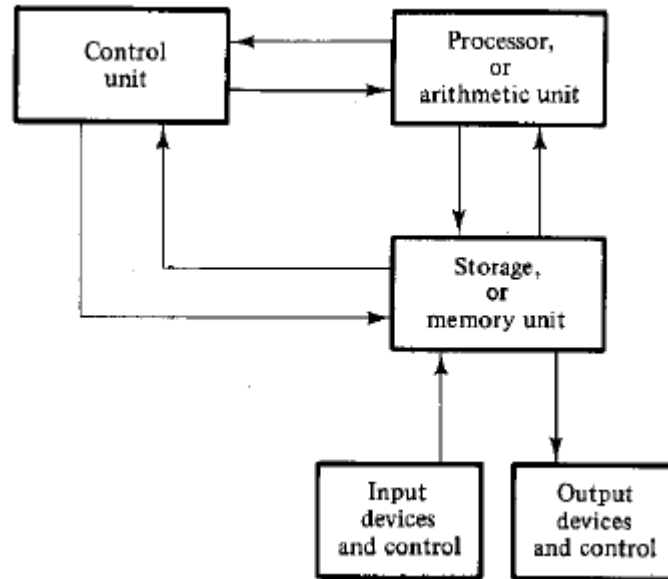 Control
unit
Processor,
or
arithmetic unit
Storage,
or
memory unit
Input
devices
and control
Output
devices
and control